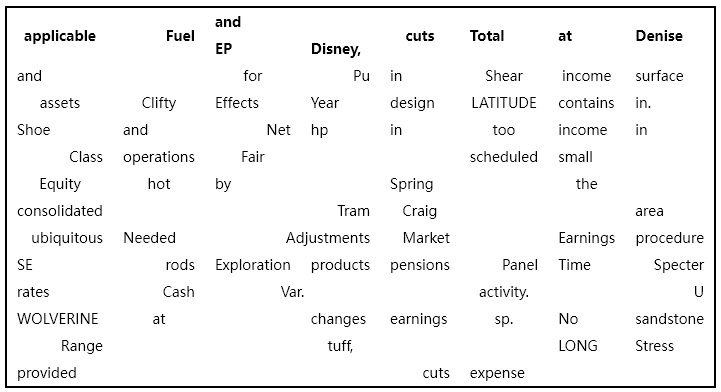 applicable Fuel and EP Disney, cuts Total at Denise
and for Pu in Shear income surface
assets Clifty Effects Year design LATITUDE contains in.
Shoe and Net hp in too income in
Class operations Fair scheduled small
Equity hot by Spring the
consolidated Tram Craig area
ubiquitous Needed Adjustments Market Earnings procedure
SE rods Exploration products pensions Panel Time Specter
rates Cash Var. activity. U
WOLVERINE at changes earnings sp. No sandstone
Range tuff, LONG Stress
provided cuts expense